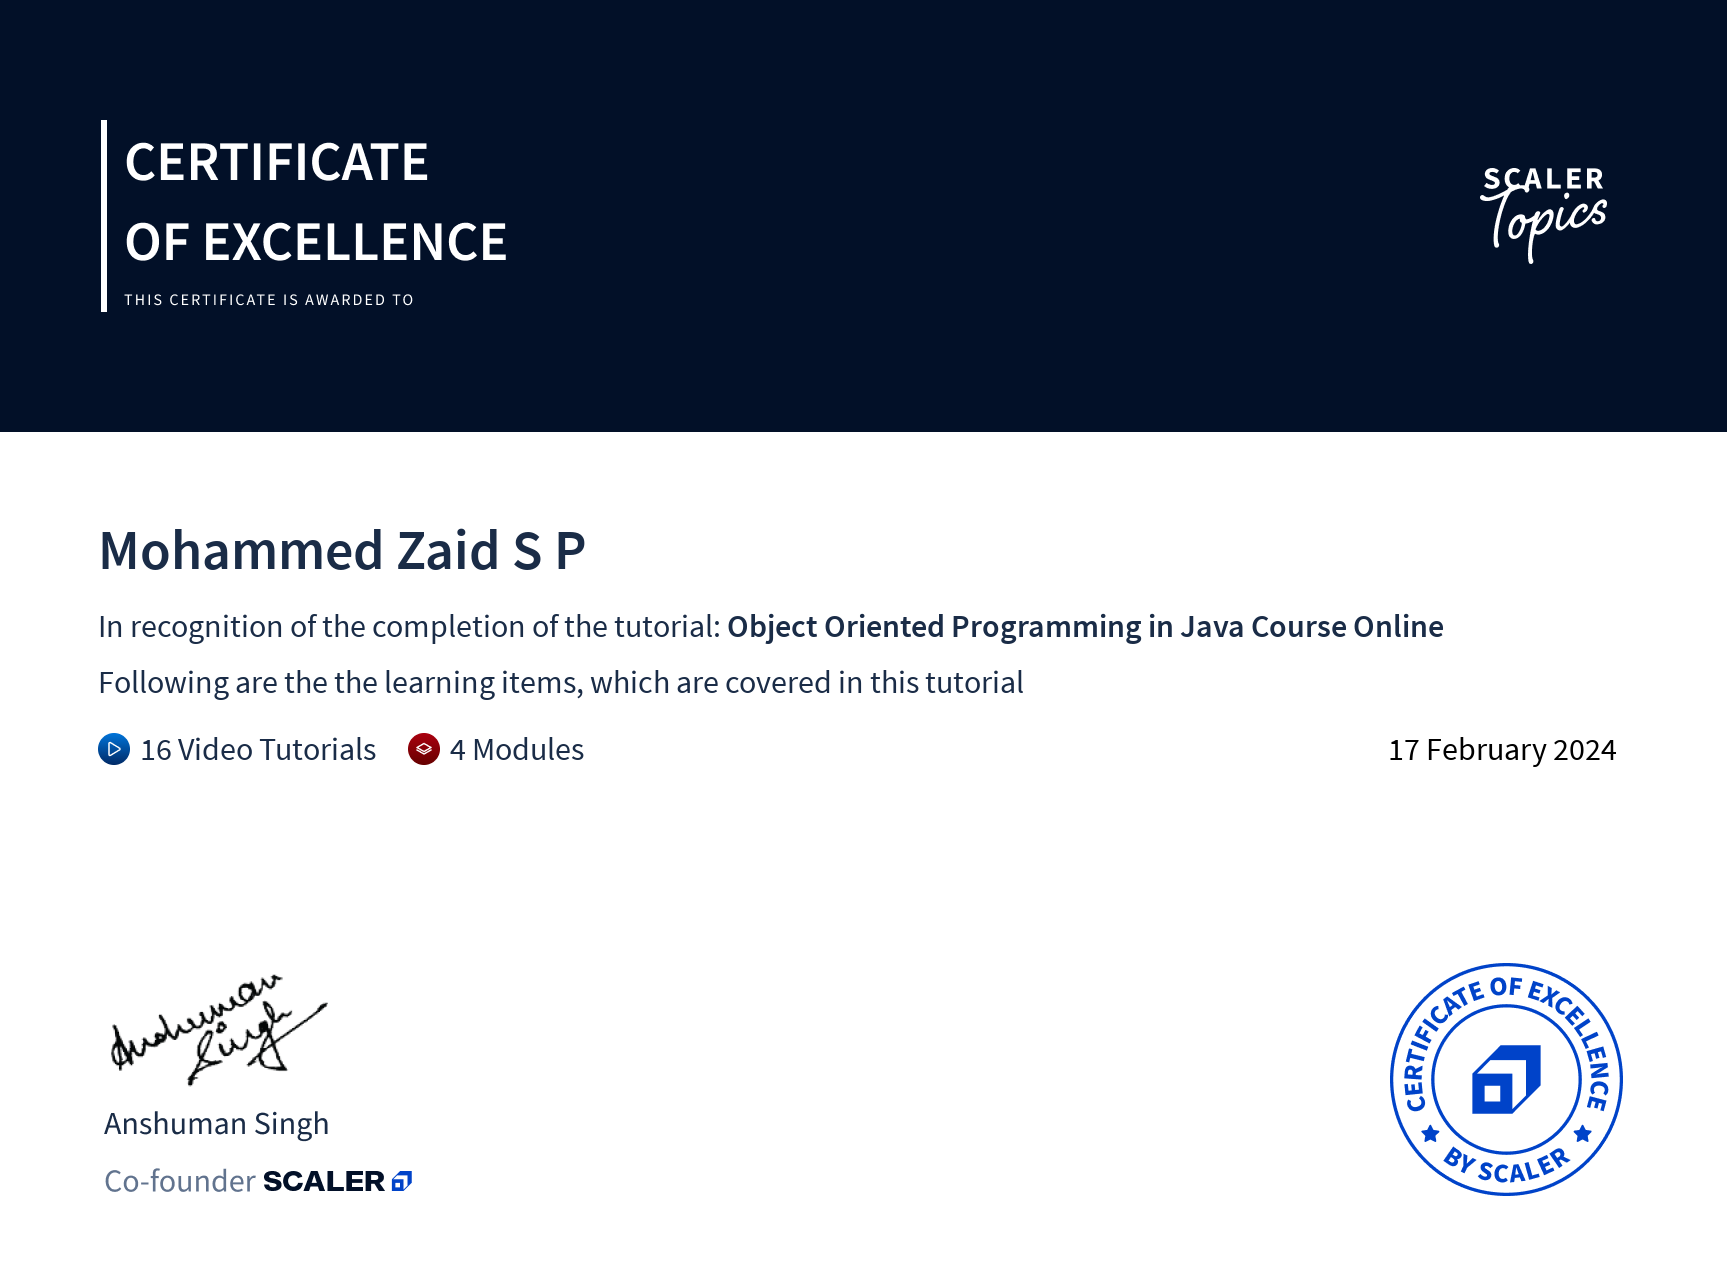 CERTIFICATE
OF EXCELLENCE
THIS CERTIFICATE IS AWARDED TO
SCALER
Topics
Mohammed Zaid S P
In recognition of the completion of the tutorial: Object Oriented Programming in Java Course Online
Following are the the learning items, which are covered in this tutorial
16 Video Tutorials 4 Modules 17 February 2024
Anshuman
Singh
Anshuman Singh
Co-founder SCALER
CERTIFICATE OF EXCELLENCE
BY SCALER